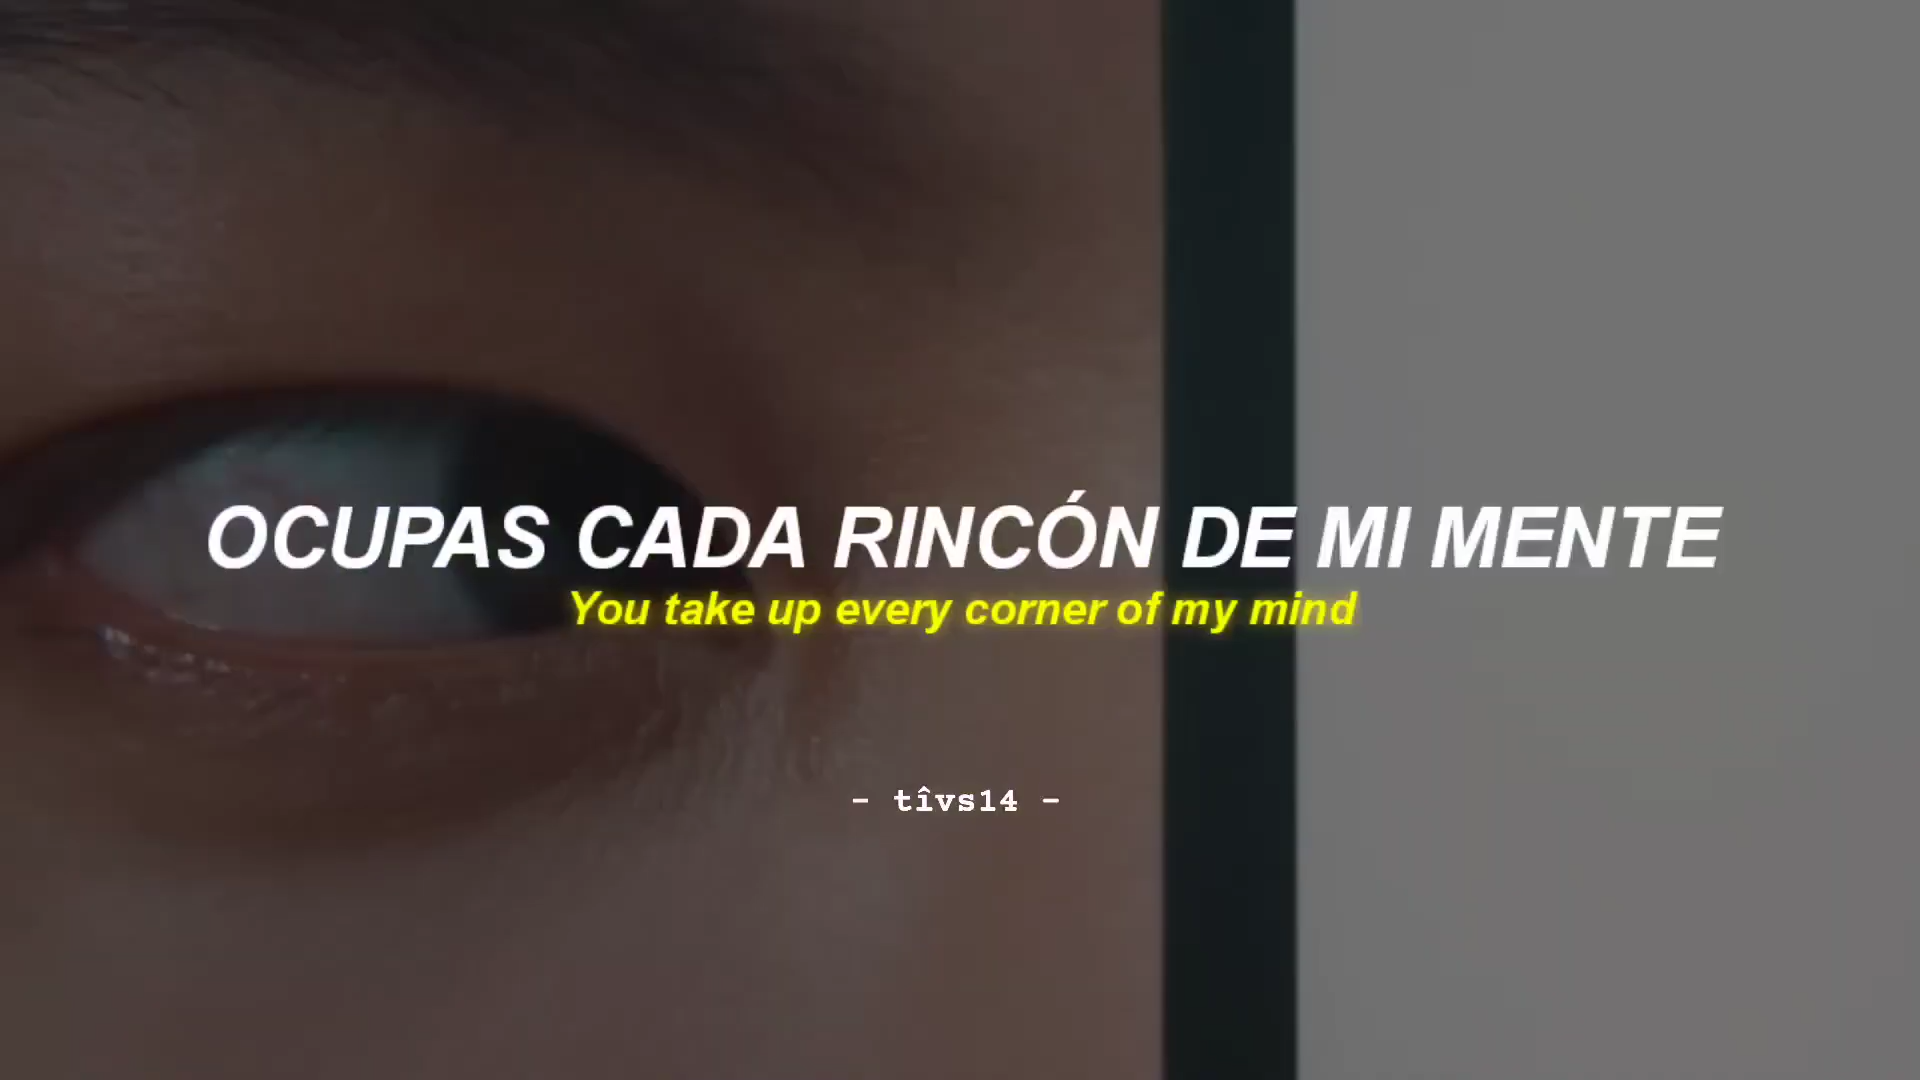 OCUPAS CADA RINCÓN DE MI MENTE
You take up every corner of my mind
- tîvs14 -